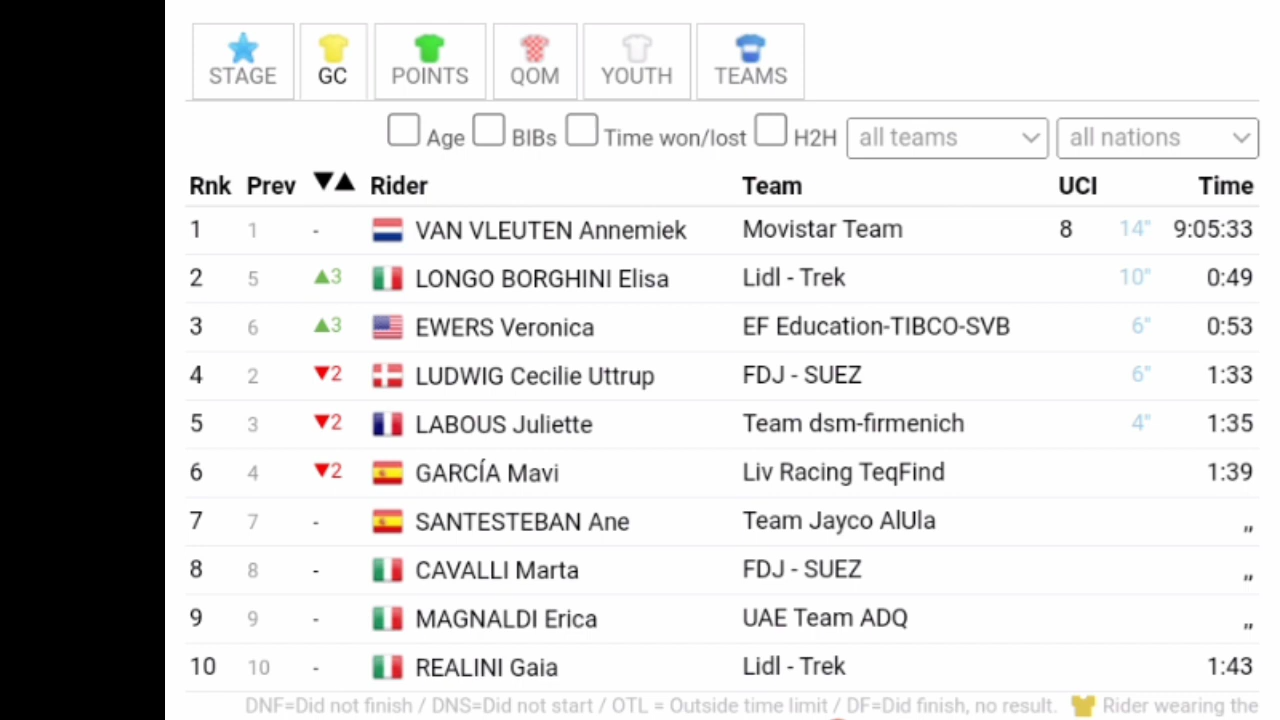 STAGE GC POINTS QOM YOUTH TEAMS
Age BIBs Time won/lost H2H all teams all nations
Rnk Prev ▼▲ Rider Team UCI Time
1 1 - VAN VLEUTEN Annemiek Movistar Team 8 14" 9:05:33
2 5 ▲3 LONGO BORGHINI Elisa Lidl - Trek 10" 0:49
3 6 ▲3 EWERS Veronica EF Education-TIBCO-SVB 6" 0:53
4 2 ▼2 LUDWIG Cecilie Uttrup FDJ - SUEZ 6" 1:33
5 3 ▼2 LABOUS Juliette Team dsm-firmenich 4" 1:35
6 4 ▼2 GARCÍA Mavi Liv Racing TeqFind 1:39
7 7 - SANTESTEBAN Ane Team Jayco AlUla ,,
8 8 - CAVALLI Marta FDJ - SUEZ ,,
9 9 - MAGNALDI Erica UAE Team ADQ ,,
10 10 - REALINI Gaia Lidl - Trek 1:43
DNF=Did not finish / DNS=Did not start / OTL = Outside time limit / DF=Did finish, no result. Rider wearing the